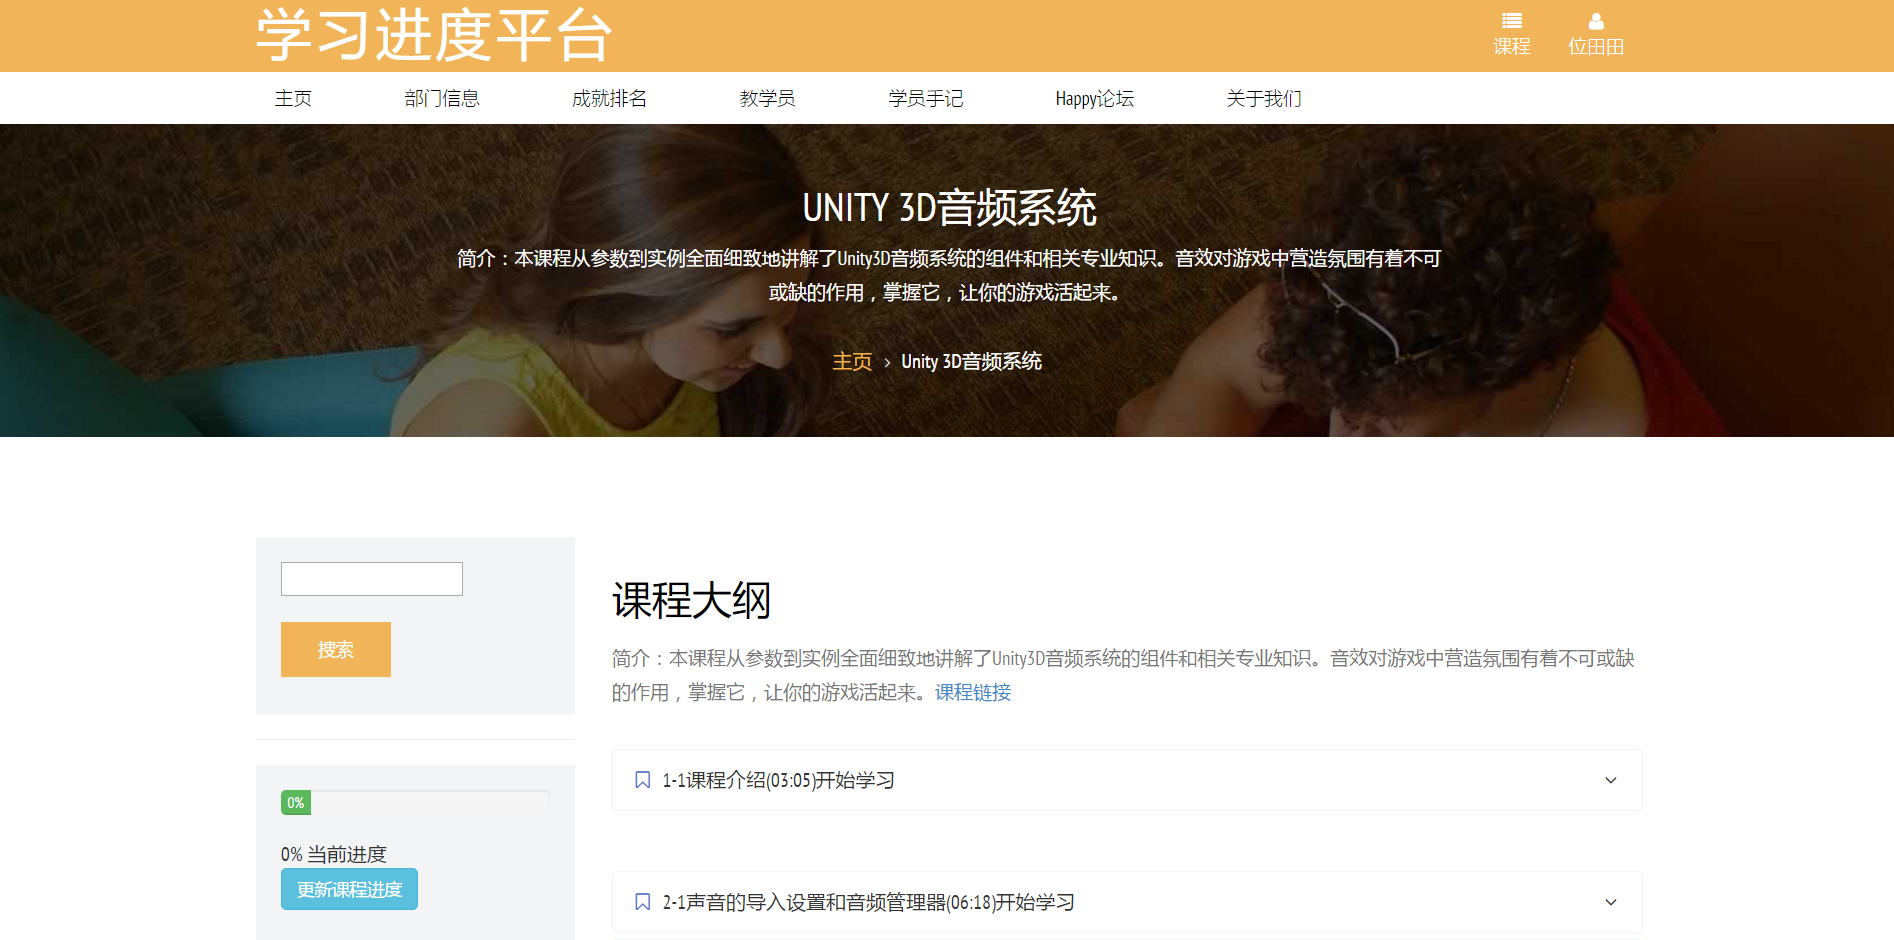 学习进度平台
课程
位田田
主页
部门信息
成就排名
教学员
学员手记
Happy论坛
关于我们
UNITY 3D音频系统
简介：本课程从参数到实例全面细致地讲解了Unity3D音频系统的组件和相关专业知识。音效对游戏中营造氛围有着不可
或缺的作用，掌握它，让你的游戏活起来。
主页 > Unity 3D音频系统
搜索
0%
0% 当前进度
更新课程进度
课程大纲
简介：本课程从参数到实例全面细致地讲解了Unity3D音频系统的组件和相关专业知识。音效对游戏中营造氛围有着不可或缺
的作用，掌握它，让你的游戏活起来。课程链接
1-1课程介绍(03:05)开始学习
2-1声音的导入设置和音频管理器(06:18)开始学习